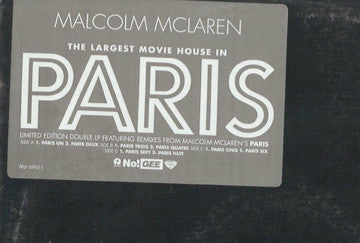 MALCOLM MCLAREN
THE LARGEST MOVIE HOUSE IN
PARIS
LIMITED EDITION DOUBLE LP FEATURING REMIXES FROM MALCOLM MCLAREN'S PARIS
SIDE A 1. PARIS UN 2. PARIS DEUX SIDE B 1. PARIS TROIS 2. PARIS QUATRE SIDE C 1. PARIS CINQ 2. PARIS SIX
SIDE D 1. PARIS SEPT 2. PARIS HUIT
No! GEE